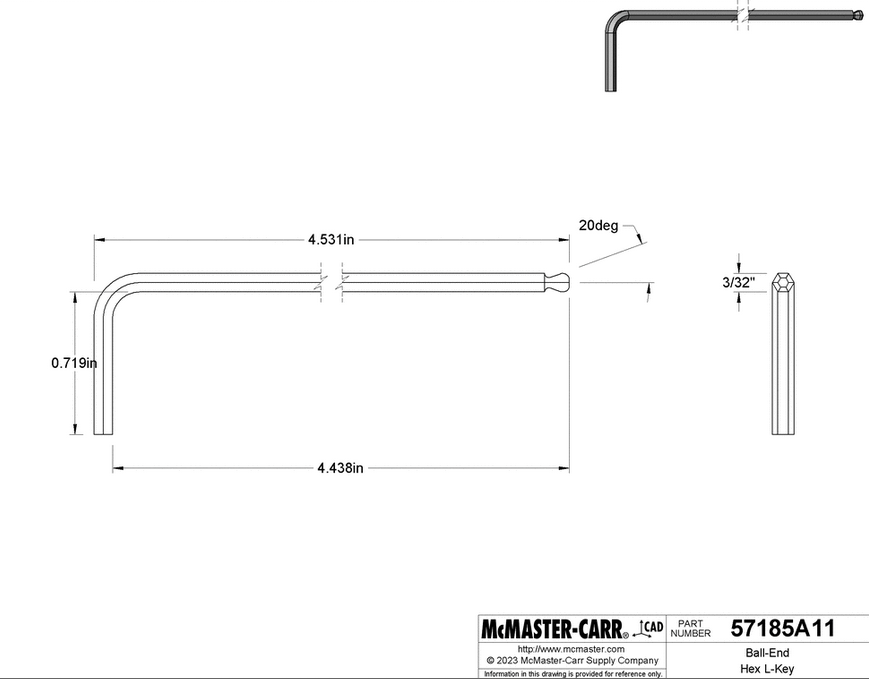 4.531in
20deg
3/32"
0.719in
4.438in
McMASTER-CARR® CAD
http://www.mcmaster.com
© 2023 McMaster-Carr Supply Company
Information in this drawing is provided for reference only.
PART
NUMBER
57185A11
Ball-End
Hex L-Key